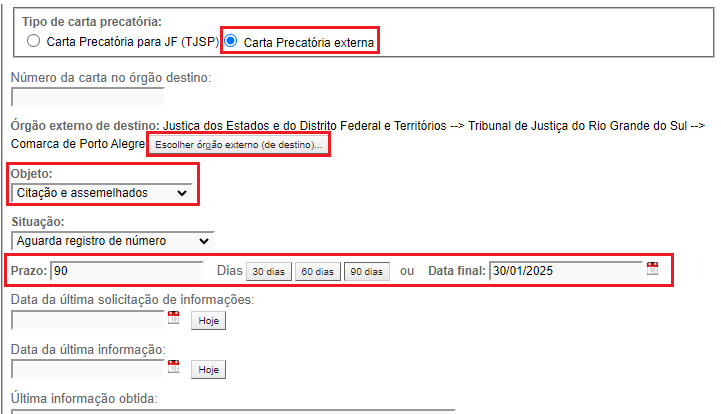 Tipo de carta precatória:
Carta Precatória para JF (TJSP) Carta Precatória externa
Número da carta no órgão destino:
Órgão externo de destino: Justiça dos Estados e do Distrito Federal e Territórios --> Tribunal de Justiça do Rio Grande do Sul -->
Comarca de Porto Alegre Escolher órgão externo (de destino)...
Objeto:
Citação e assemelhados
Situação:
Aguarda registro de número
Prazo: 90 Dias 30 dias 60 dias 90 dias ou Data final: 30/01/2025
Data da última solicitação de informações:
Hoje
Data da última informação:
Hoje
Última informação obtida: